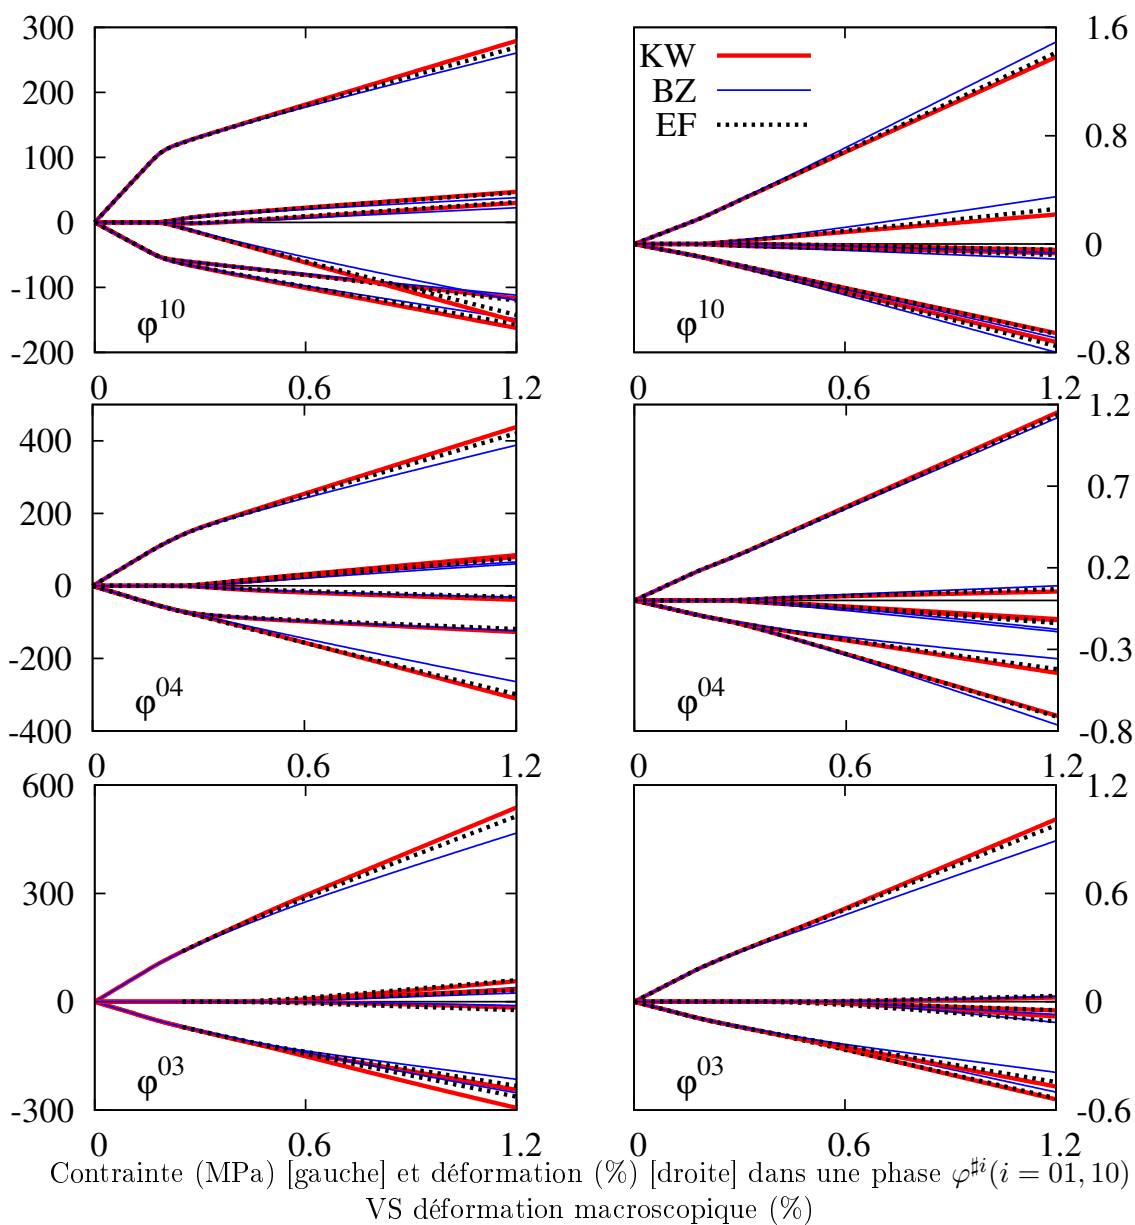 300
200
100
0
-100
-200
φ10
0 0.6 1.2
KW
BZ
EF
1.6
0.8
0
-0.8
φ10
0 0.6 1.2
400
200
0
-200
-400
φ04
0 0.6 1.2
1.2
0.7
0.2
-0.3
-0.8
φ04
0 0.6 1.2
600
300
0
-300
φ03
0 0.6 1.2
1.2
0.6
0
-0.6
φ03
0 0.6 1.2
Contrainte (MPa) [gauche] et déformation (%) [droite] dans une phase φ♯i(i = 01, 10)
VS déformation macroscopique (%)